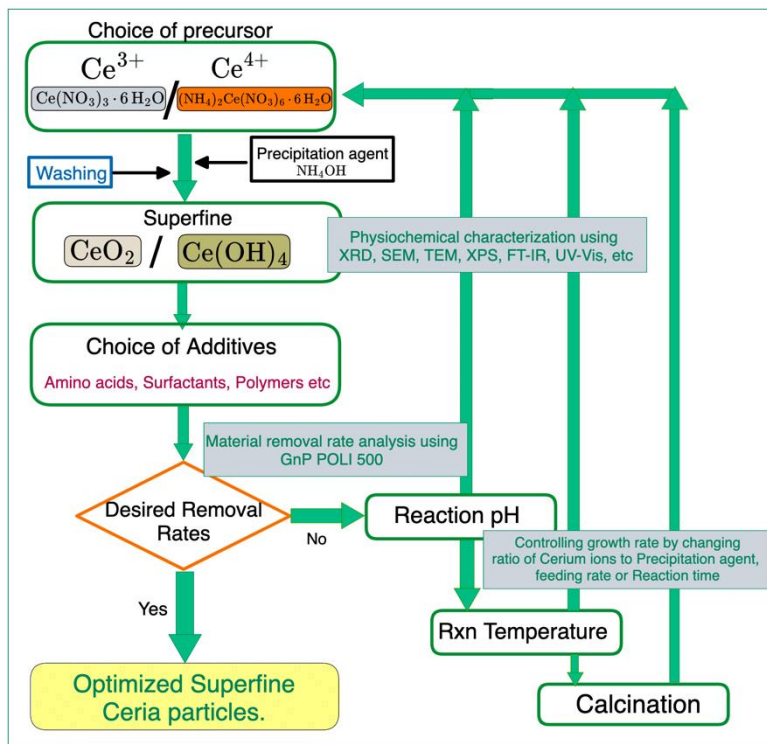 Choice of precursor
Ce³⁺ / Ce⁴⁺
Ce(NO₃)₃ · 6 H₂O (NH₄)₂Ce(NO₃)₆ · 6 H₂O
Washing
Precipitation agent
NH₄OH
Superfine
CeO₂ / Ce(OH)₄
Physiochemical characterization using
XRD, SEM, TEM, XPS, FT-IR, UV-Vis, etc
Choice of Additives
Amino acids, Surfactants, Polymers etc
Material removal rate analysis using
GnP POLI 500
Desired Removal
Rates
No
Reaction pH
Controlling growth rate by changing
ratio of Cerium ions to Precipitation agent,
feeding rate or Reaction time
Yes
Rxn Temperature
Optimized Superfine
Ceria particles.
Calcination